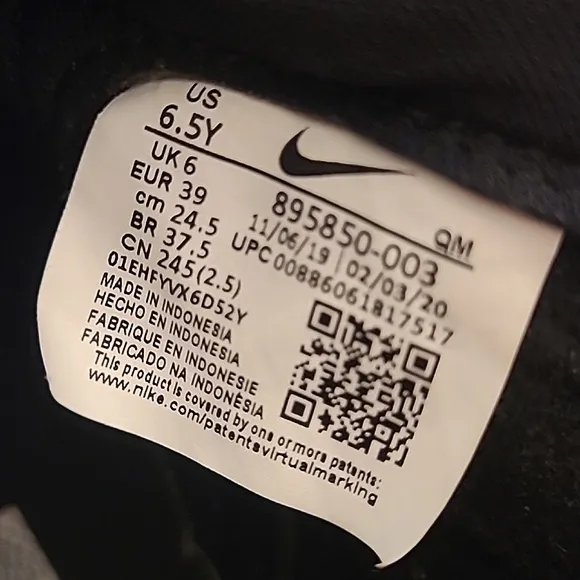 US
6.5Y
UK 6
EUR 39
cm 24.5
BR 37.5
CN 245(2.5)
895850-003 QM
11/06/19 02/03/20
UPC00886061817517
01EHFYVX6D52Y
MADE IN INDONESIA
HECHO EN INDONESIA
FABRIQUE EN INDONESIE
FABRICADO NA INDONÉSIA
This product is covered by one or more patents:
www.nike.com/patentsvirtualmarking